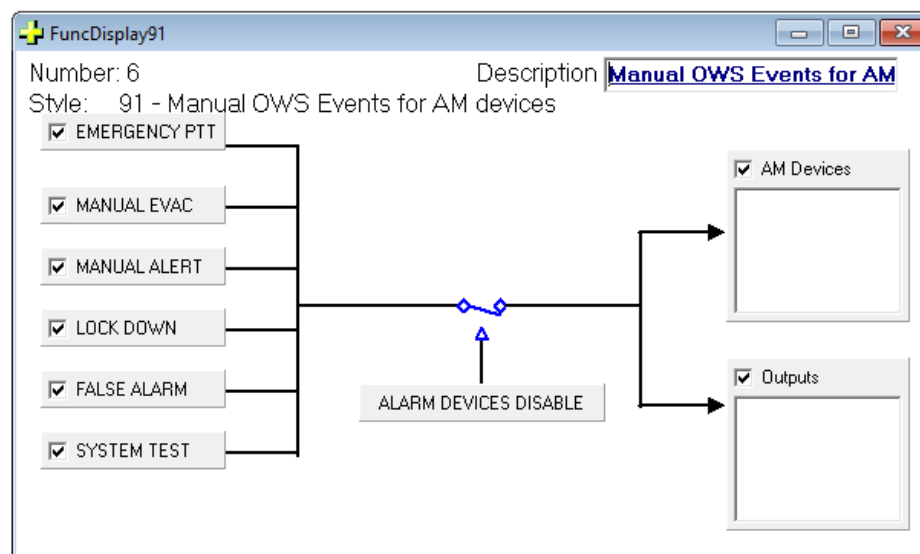 FuncDisplay91
Number: 6
Description Manual OWS Events for AM
Style: 91 - Manual OWS Events for AM devices
EMERGENCY PTT
MANUAL EVAC
MANUAL ALERT
LOCK DOWN
FALSE ALARM
SYSTEM TEST
ALARM DEVICES DISABLE
AM Devices
Outputs